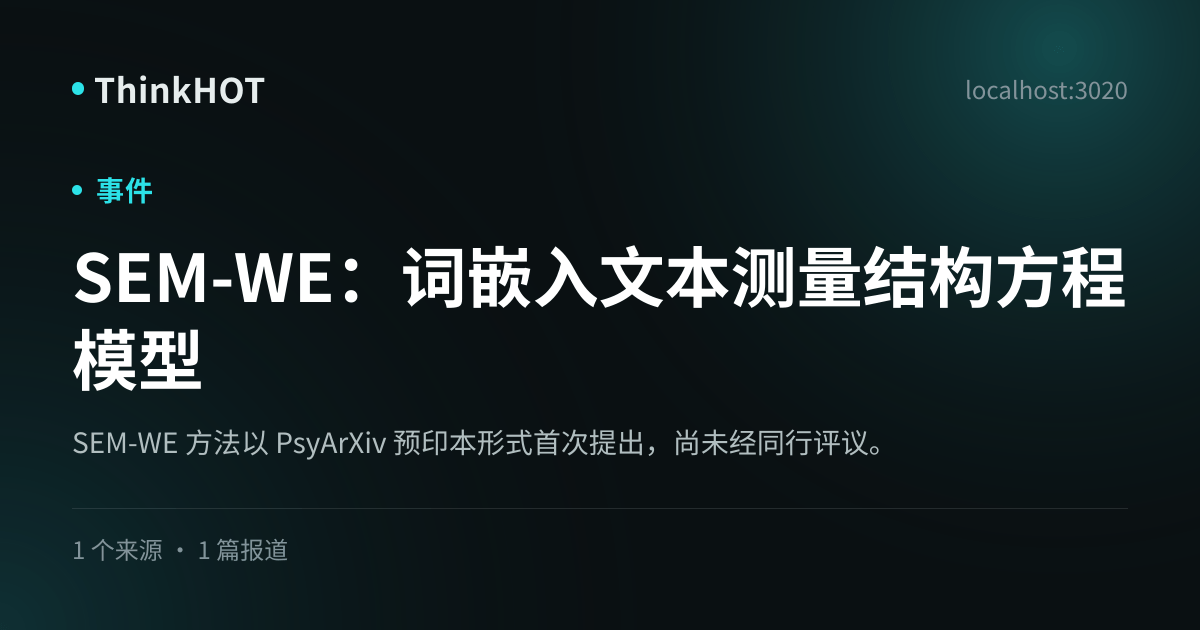 ThinkHOT
localhost:3020
事件
SEM-WE：词嵌入文本测量结构方程
模型
SEM-WE 方法以 PsyArXiv 预印本形式首次提出，尚未经同行评议。
1 个来源 · 1 篇报道